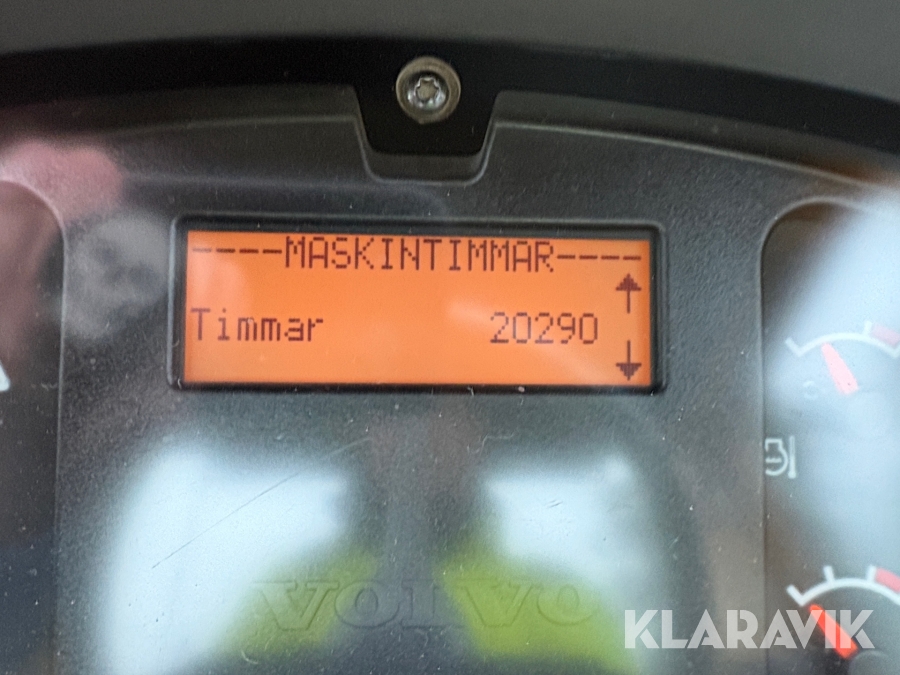 ----MASKINTIMMAR----
Timmar 20290
VOLVO
KLARAVIK